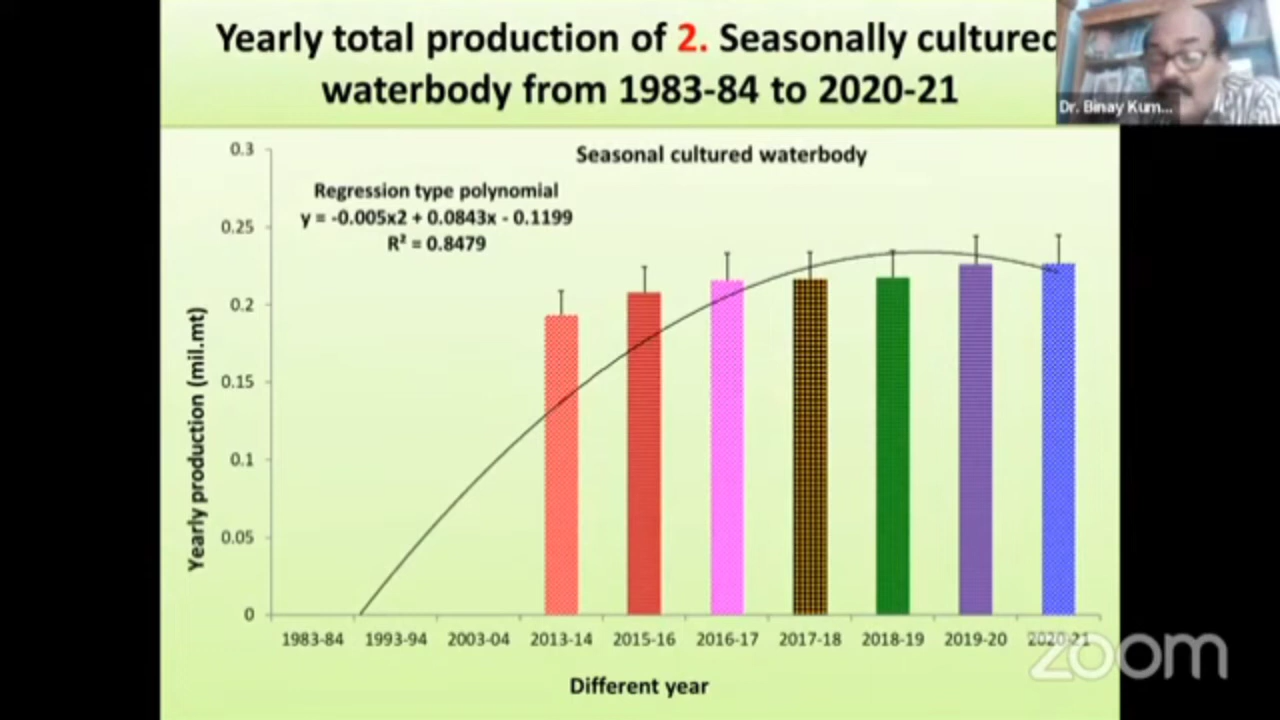 Yearly total production of 2. Seasonally cultured
waterbody from 1983-84 to 2020-21
Dr. Binay Kum...
Seasonal cultured waterbody
Regression type polynomial
y = -0.005x2 + 0.0843x - 0.1199
R² = 0.8479
Yearly production (mil.mt)
0.3
0.25
0.2
0.15
0.1
0.05
0
1983-84 1993-94 2003-04 2013-14 2015-16 2016-17 2017-18 2018-19 2019-20 2020-21
Different year
zoom